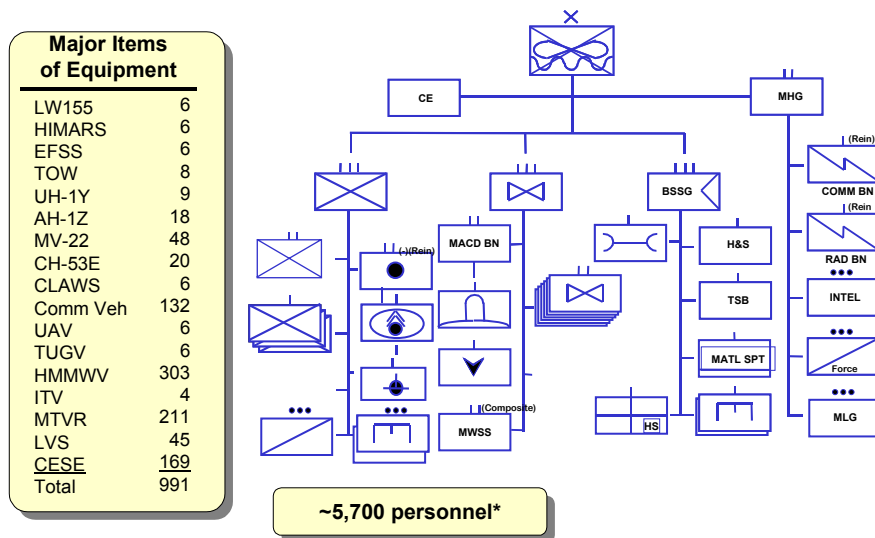 Major Items
of Equipment
LW155 6
HIMARS 6
EFSS 6
TOW 8
UH-1Y 9
AH-1Z 18
MV-22 48
CH-53E 20
CLAWS 6
Comm Veh 132
UAV 6
TUGV 6
HMMWV 303
ITV 4
MTVR 211
LVS 45
CESE 169
Total 991
CE
MHG
BSSG
(-)(Rein)
MACD BN
(Composite)
MWSS
H&S
TSB
MATL SPT
HS
(Rein)
COMM BN
(Rein
RAD BN
INTEL
Force
MLG
~5,700 personnel*